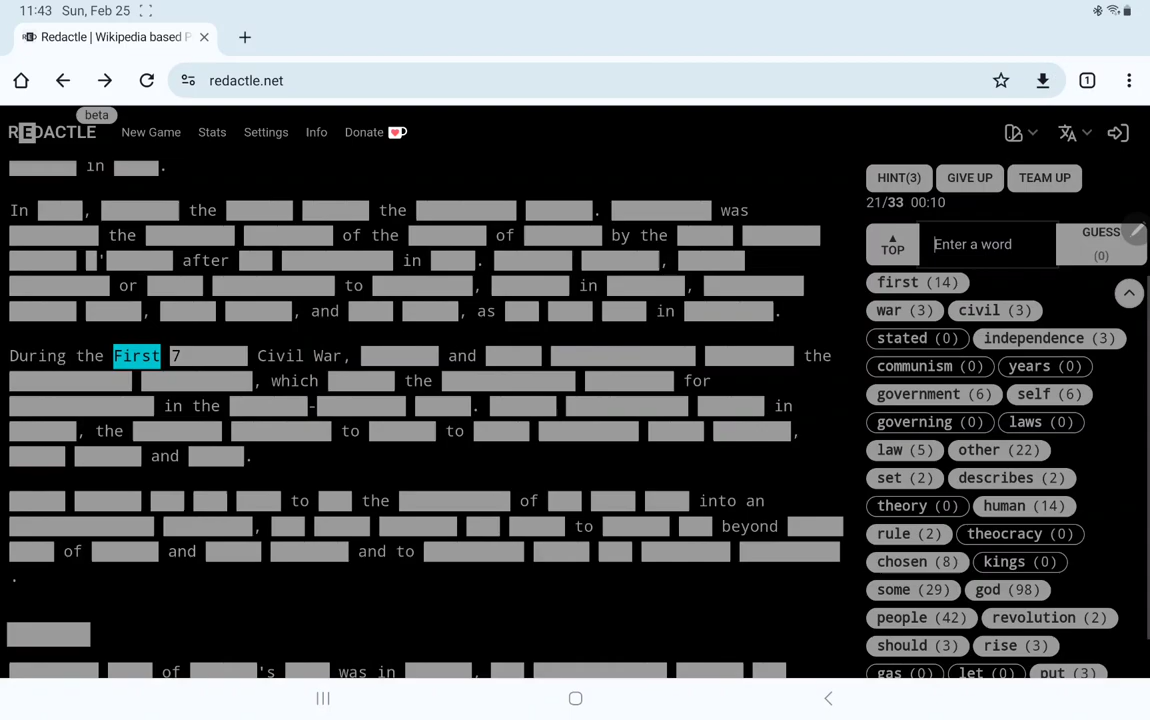 11:43 Sun, Feb 25
Redactle | Wikipedia based P
redactle.net
1
REDACTLE beta New Game Stats Settings Info Donate
in .
In , the the . was
the of the of by the
' after in . ,
or to , in ,
, , and , as in .
During the First 7 Civil War, and the
, which the for
in the - . in
, the to to ,
and .
to the of into an
, to beyond
of and and to
.
of 's was in ,
HINT(3) GIVE UP TEAM UP
21/33 00:10
▲ TOP Enter a word GUESS (0)
first (14)
war (3) civil (3)
stated (0) independence (3)
communism (0) years (0)
government (6) self (6)
governing (0) laws (0)
law (5) other (22)
set (2) describes (2)
theory (0) human (14)
rule (2) theocracy (0)
chosen (8) kings (0)
some (29) god (98)
people (42) revolution (2)
should (3) rise (3)
gas (0) let (0) put (3)